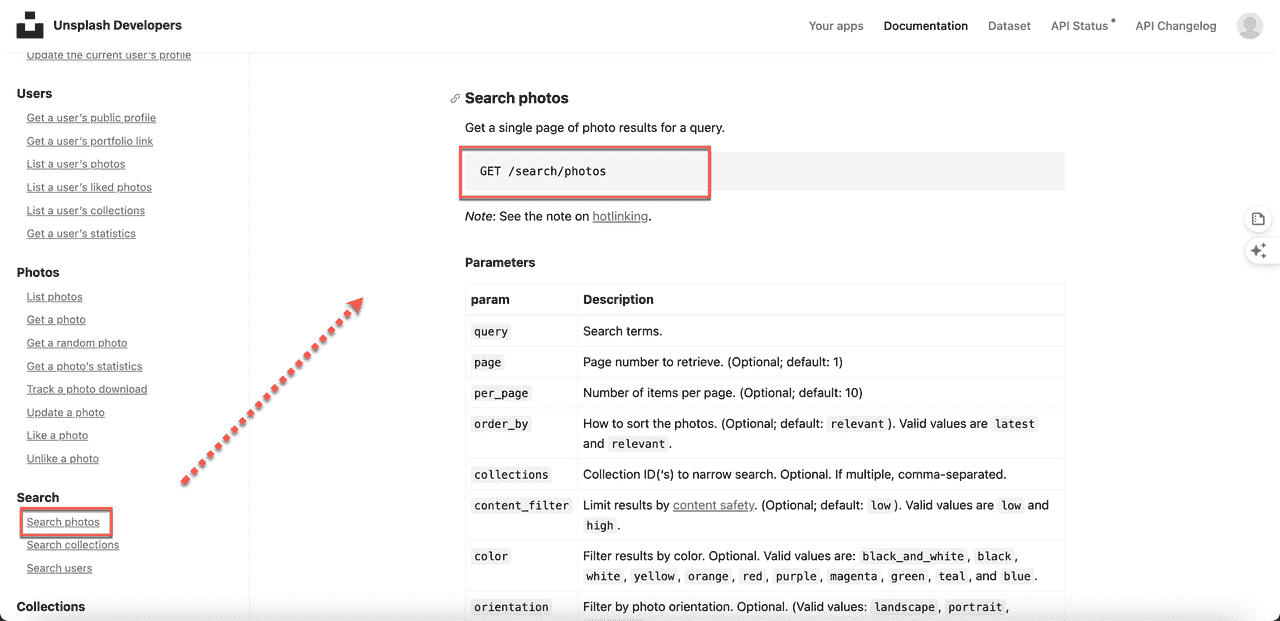 Unsplash Developers
Your apps
Documentation
Dataset
API Status
API Changelog
Update the current user's profile
Users
Get a user's public profile
Get a user's portfolio link
List a user's photos
List a user's liked photos
List a user's collections
Get a user's statistics
Photos
List photos
Get a photo
Get a random photo
Get a photo's statistics
Track a photo download
Update a photo
Like a photo
Unlike a photo
Search
Search photos
Search collections
Search users
Collections
Search photos
Get a single page of photo results for a query.
GET /search/photos
Note: See the note on hotlinking.
Parameters
param Description
query Search terms.
page Page number to retrieve. (Optional; default: 1)
per_page Number of items per page. (Optional; default: 10)
order_by How to sort the photos. (Optional; default: relevant). Valid values are latest
and relevant.
collections Collection ID('s) to narrow search. Optional. If multiple, comma-separated.
content_filter Limit results by content safety. (Optional; default: low). Valid values are low and
high.
color Filter results by color. Optional. Valid values are: black_and_white, black,
white, yellow, orange, red, purple, magenta, green, teal, and blue.
orientation Filter by photo orientation. Optional. (Valid values: landscape, portrait,